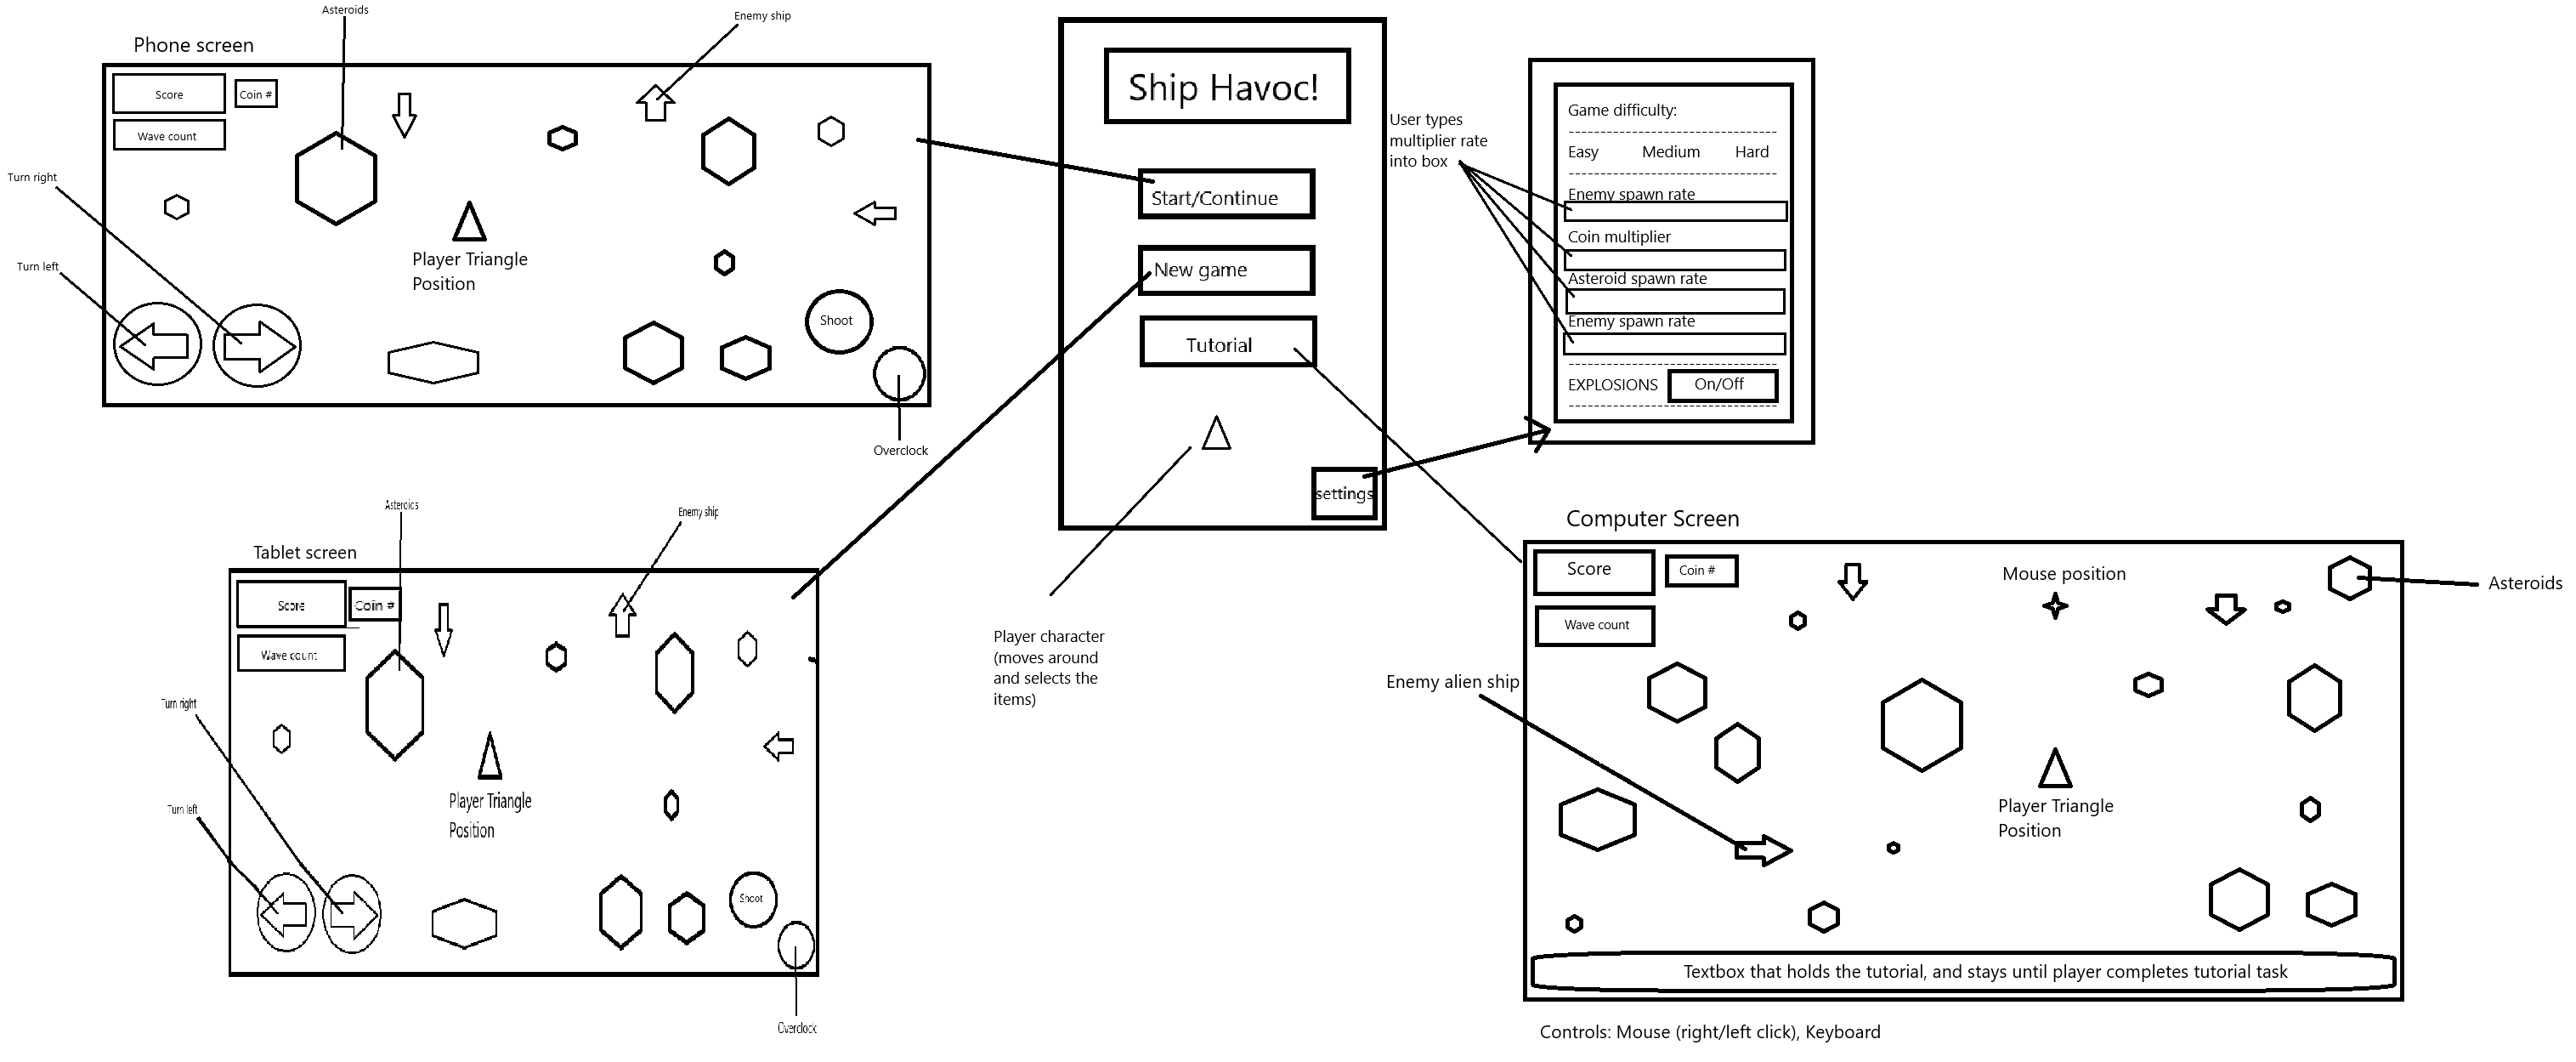 Asteroids
Enemy ship
Phone screen
Score
Coin #
Wave count
Turn right
Turn left
Player Triangle
Position
Shoot
Overclock
Ship Havoc!
Start/Continue
New game
Tutorial
settings
Player character
(moves around
and selects the
items)
User types
multiplier rate
into box
Game difficulty:
Easy Medium Hard
Enemy spawn rate
Coin multiplier
Asteroid spawn rate
Enemy spawn rate
EXPLOSIONS On/Off
Asteroids
Enemy ship
Tablet screen
Score
Coin #
Wave count
Turn right
Turn left
Player Triangle
Position
Shoot
Overclock
Computer Screen
Score
Coin #
Wave count
Mouse position
Asteroids
Enemy alien ship
Player Triangle
Position
Textbox that holds the tutorial, and stays until player completes tutorial task
Controls: Mouse (right/left click), Keyboard